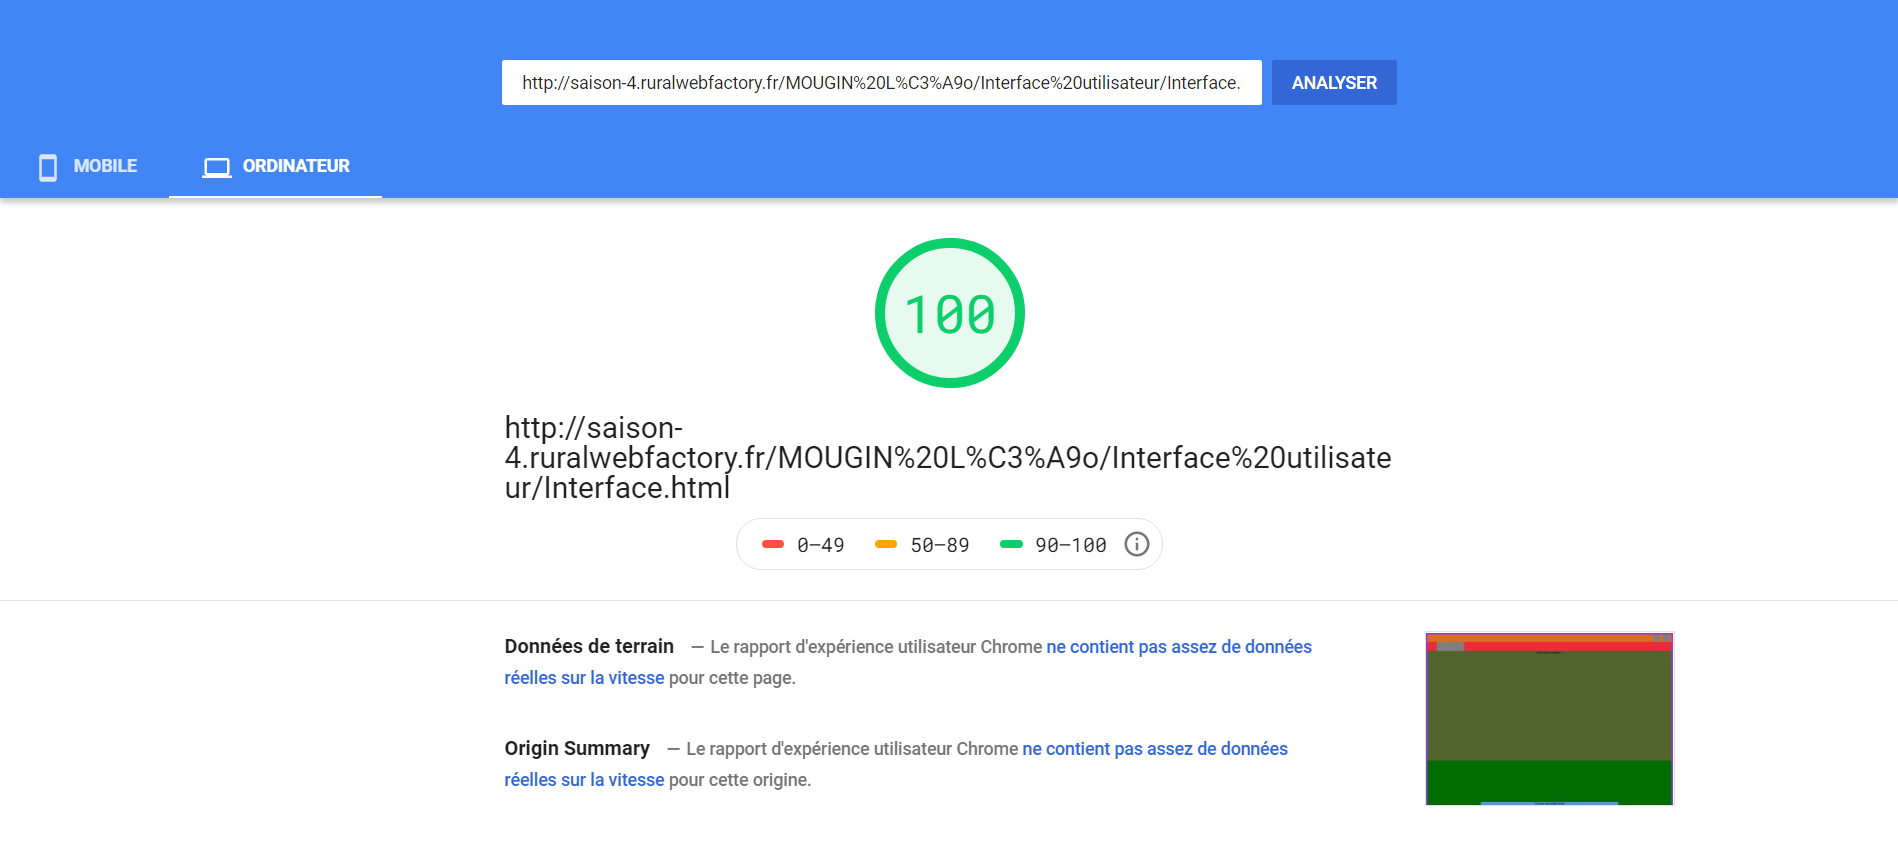 http://saison-4.ruralwebfactory.fr/MOUGIN%20L%C3%A9o/Interface%20utilisateur/Interface.
ANALYSER
MOBILE
ORDINATEUR
100
http://saison-
4.ruralwebfactory.fr/MOUGIN%20L%C3%A9o/Interface%20utilisate
ur/Interface.html
0–49
50–89
90–100
Données de terrain — Le rapport d'expérience utilisateur Chrome ne contient pas assez de données
réelles sur la vitesse pour cette page.
Origin Summary — Le rapport d'expérience utilisateur Chrome ne contient pas assez de données
réelles sur la vitesse pour cette origine.